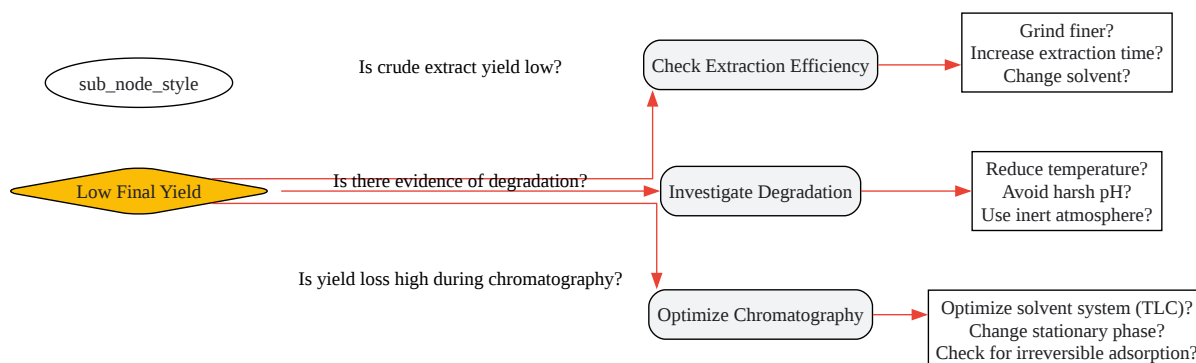 sub_node_style
Low Final Yield
Is crude extract yield low?
Check Extraction Efficiency
Grind finer?
Increase extraction time?
Change solvent?
Is there evidence of degradation?
Investigate Degradation
Reduce temperature?
Avoid harsh pH?
Use inert atmosphere?
Is yield loss high during chromatography?
Optimize Chromatography
Optimize solvent system (TLC)?
Change stationary phase?
Check for irreversible adsorption?